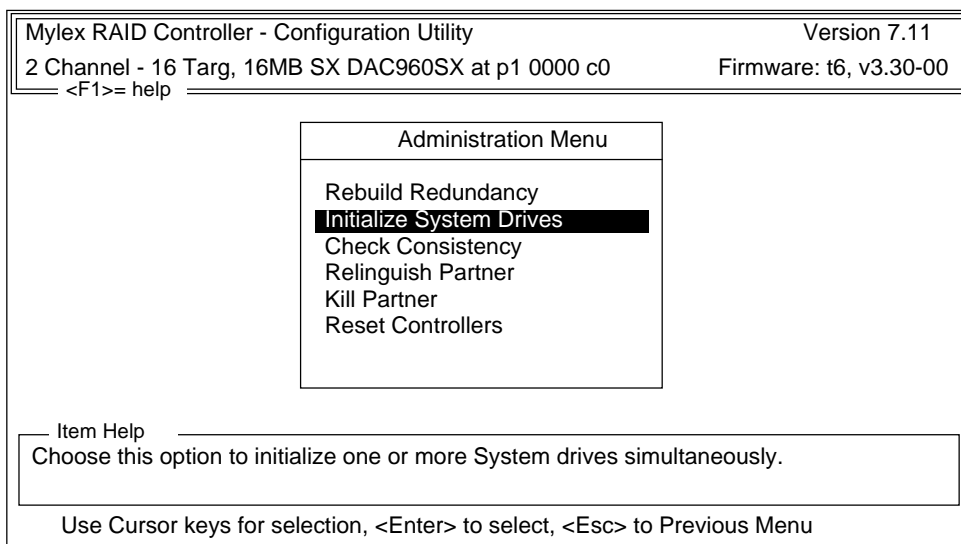 Mylex RAID Controller - Configuration Utility Version 7.11
2 Channel - 16 Targ, 16MB SX DAC960SX at p1 0000 c0 Firmware: t6, v3.30-00
<F1>= help
Administration Menu
Rebuild Redundancy
Initialize System Drives
Check Consistency
Relinguish Partner
Kill Partner
Reset Controllers
Item Help
Choose this option to initialize one or more System drives simultaneously.
Use Cursor keys for selection, <Enter> to select, <Esc> to Previous Menu